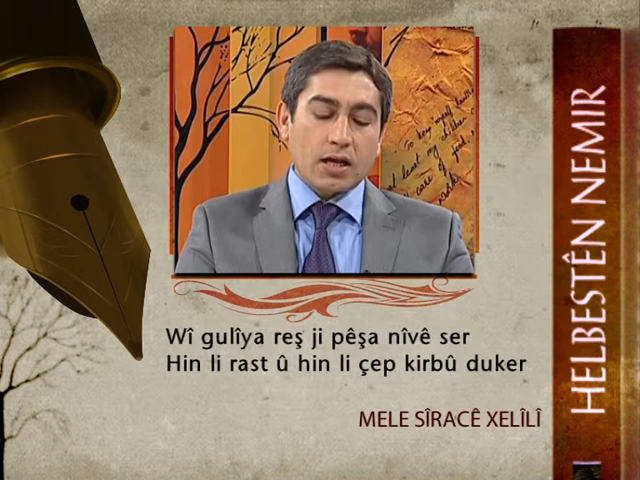 Wî gulîya reş ji pêşa nîvê ser
Hin li rast û hin li çep kirbû duker
MELE SÎRACÊ XELÎLÎ
HELBESTÊN NEMIR